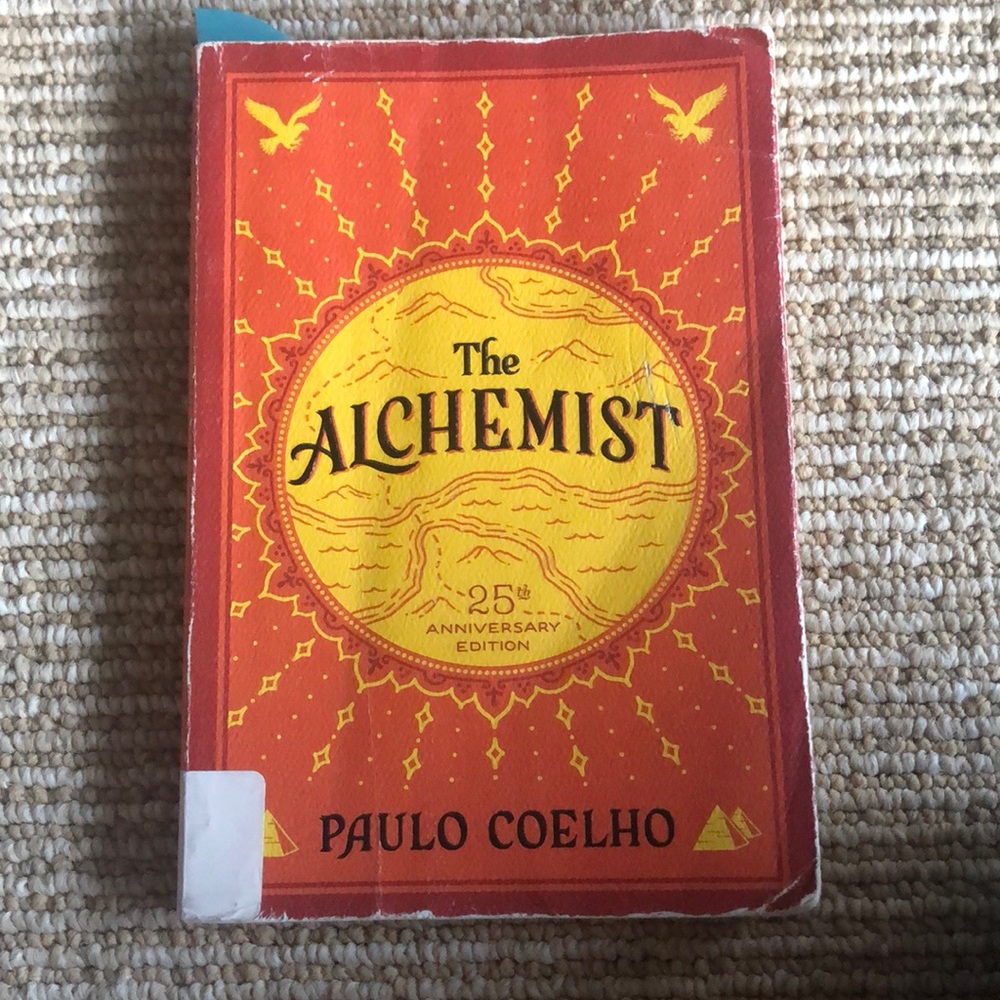 The
ALCHEMIST
25th
ANNIVERSARY
EDITION
PAULO COELHO